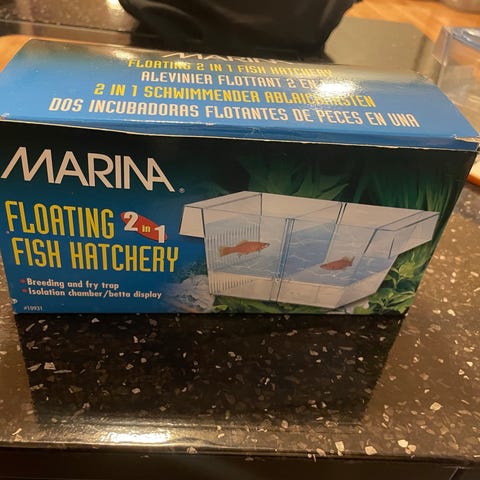 MARINA
FLOATING 2 IN 1 FISH HATCHERY
ALEVINIER FLOTTANT 2 EN
2 IN 1 SCHWIMMENDER ABLAICHKASTEN
DOS INCUBADORAS FLOTANTES DE PECES EN UNA
MARINA®
FLOATING 2 in 1
FISH HATCHERY
• Breeding and fry trap
• Isolation chamber/betta display
#10931